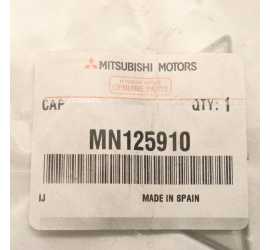 MITSUBISHI MOTORS
GENUINE PARTS
CAP QTY: 1
MN125910
IJ MADE IN SPAIN